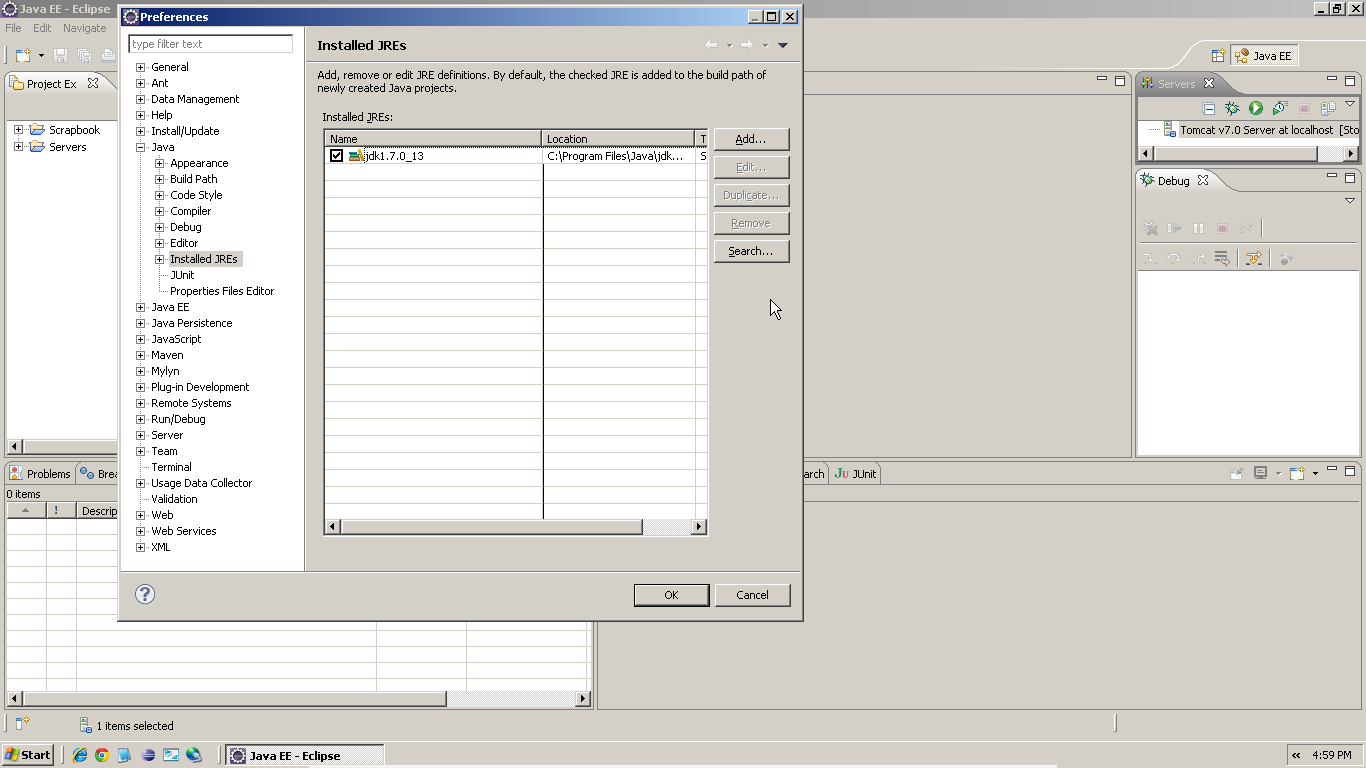 Java EE - Eclipse
File Edit Navigate
Preferences
type filter text
General
Ant
Data Management
Help
Install/Update
Java
Appearance
Build Path
Code Style
Compiler
Debug
Editor
Installed JREs
JUnit
Properties Files Editor
Java EE
Java Persistence
JavaScript
Maven
Mylyn
Plug-in Development
Remote Systems
Run/Debug
Server
Team
Terminal
Usage Data Collector
Validation
Web
Web Services
XML
Installed JREs
Add, remove or edit JRE definitions. By default, the checked JRE is added to the build path of
newly created Java projects.
Installed JREs:
Name Location T
jdk1.7.0_13 C:\Program Files\Java\jdk... S
Add...
Edit...
Duplicate...
Remove
Search...
OK Cancel
Project Ex
Scrapbook
Servers
Java EE
Servers
Tomcat v7.0 Server at localhost [Sto
Debug
Problems Brea
0 items
! Descrip
arch JUnit
1 items selected
Start Java EE - Eclipse 4:59 PM